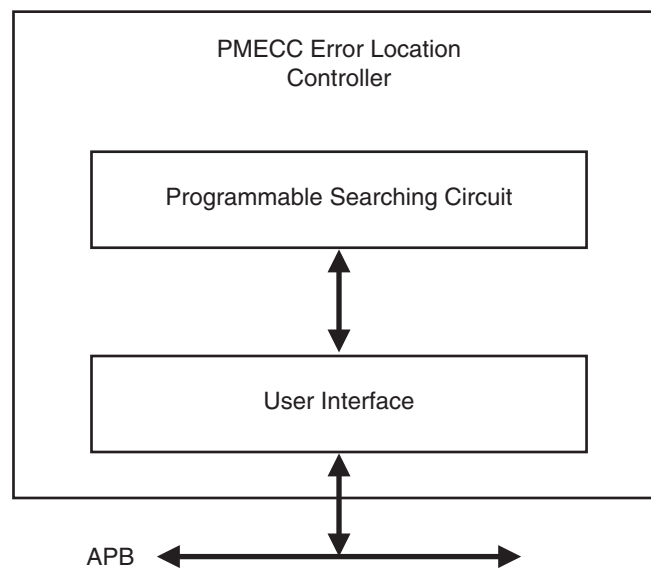 PMECC Error Location
Controller
Programmable Searching Circuit
User Interface
APB